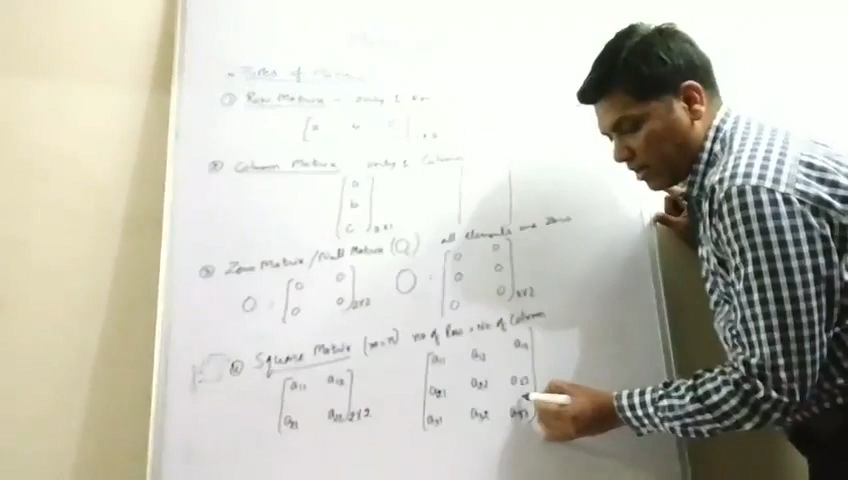 * Types of Matrix
① Row Matrix - only 1 row
[a
② Column Matrix only 1 Column
[a b c] 3×1
③ Zero Matrix / Null Matrix (O) all elements are zero
O = [0 0 0 0] 2×2 O = [0 0 0 0 0 0] 3×2
④ Square Matrix (m=n) no of Row = No of Column
[a11 a12 a21 a22] 2×2 [a11 a12 a13 a21 a22 a23 a31 a32 a33]